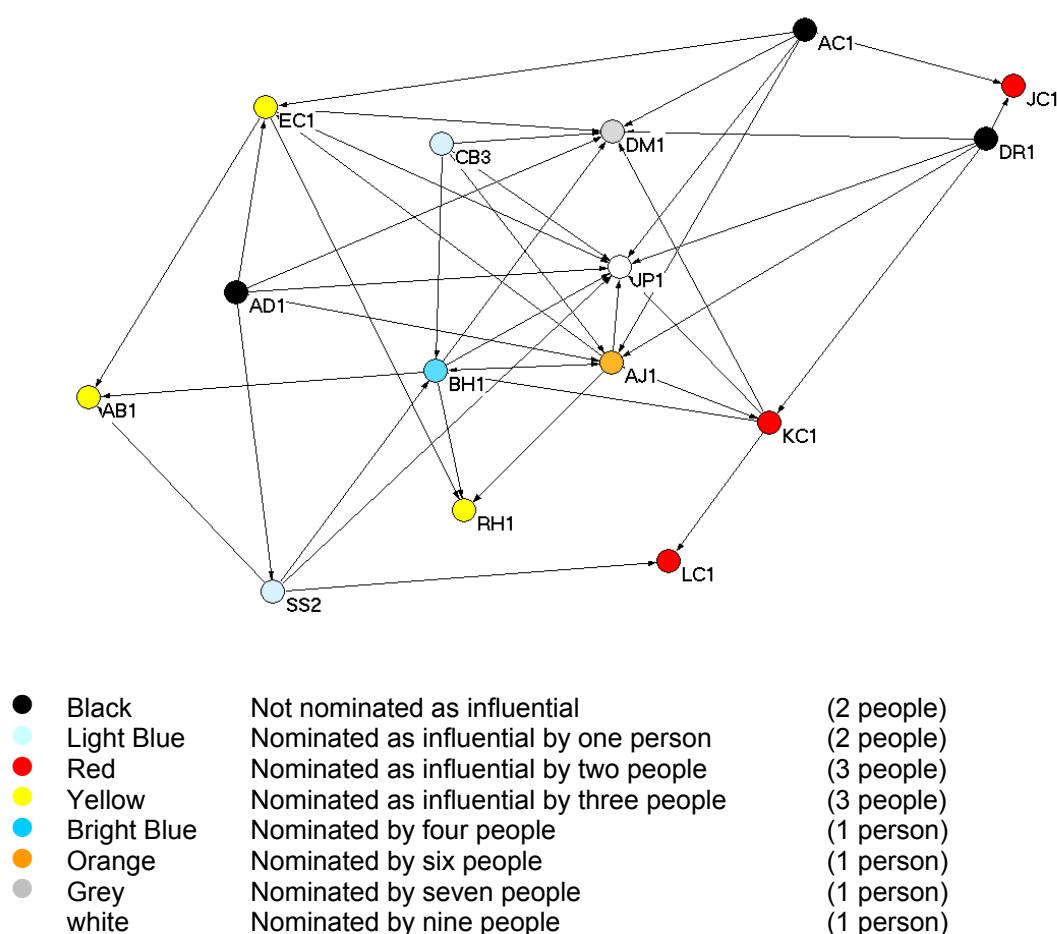 AC1
JC1
EC1
DM1
CB3
DR1
JP1
AD1
AJ1
BH1
AB1
KC1
RH1
LC1
SS2
Black Not nominated as influential (2 people)
Light Blue Nominated as influential by one person (2 people)
Red Nominated as influential by two people (3 people)
Yellow Nominated as influential by three people (3 people)
Bright Blue Nominated by four people (1 person)
Orange Nominated by six people (1 person)
Grey Nominated by seven people (1 person)
white Nominated by nine people (1 person)